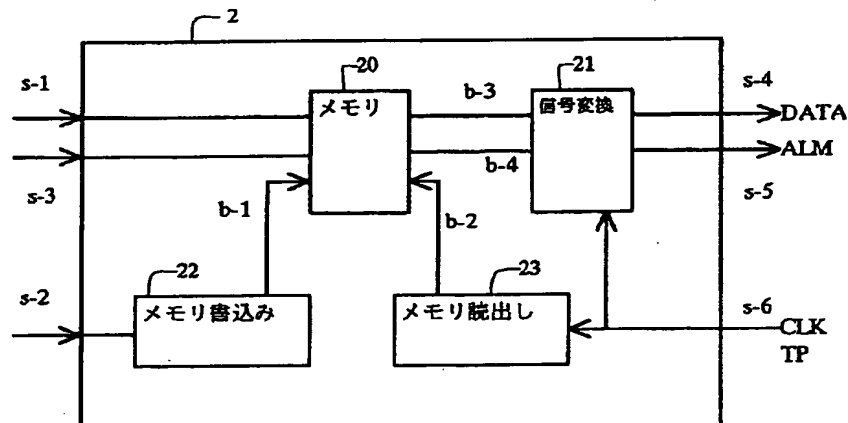 2
s-1
20
メモリ
b-3
21
信号変換
s-4
DATA
ALM
s-3
b-4
s-5
b-1
b-2
s-2
22
メモリ書込み
23
メモリ読出し
s-6
CLK
TP